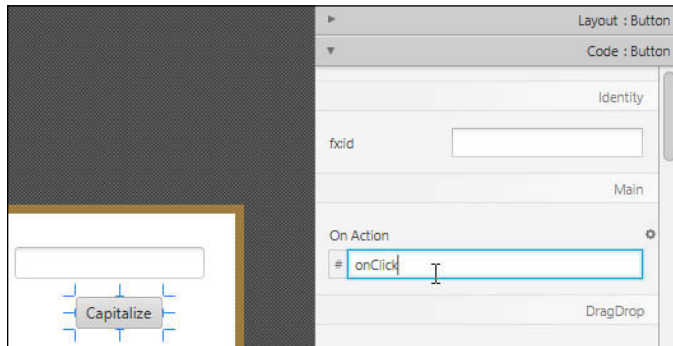 Layout : Button
Code : Button
Identity
fx:id
Main
On Action
# onClick
Capitalize
DragDrop